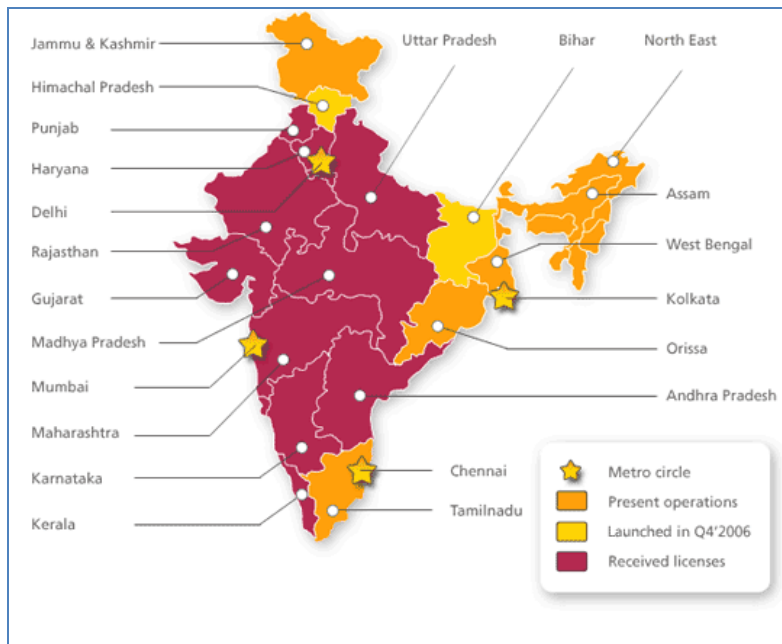 Jammu & Kashmir
Uttar Pradesh
Bihar
North East
Himachal Pradesh
Punjab
Haryana
Delhi
Rajasthan
Gujarat
Madhya Pradesh
Mumbai
Maharashtra
Karnataka
Kerala
Assam
West Bengal
Kolkata
Orissa
Andhra Pradesh
Chennai
Tamilnadu
Metro circle
Present operations
Launched in Q4'2006
Received licenses